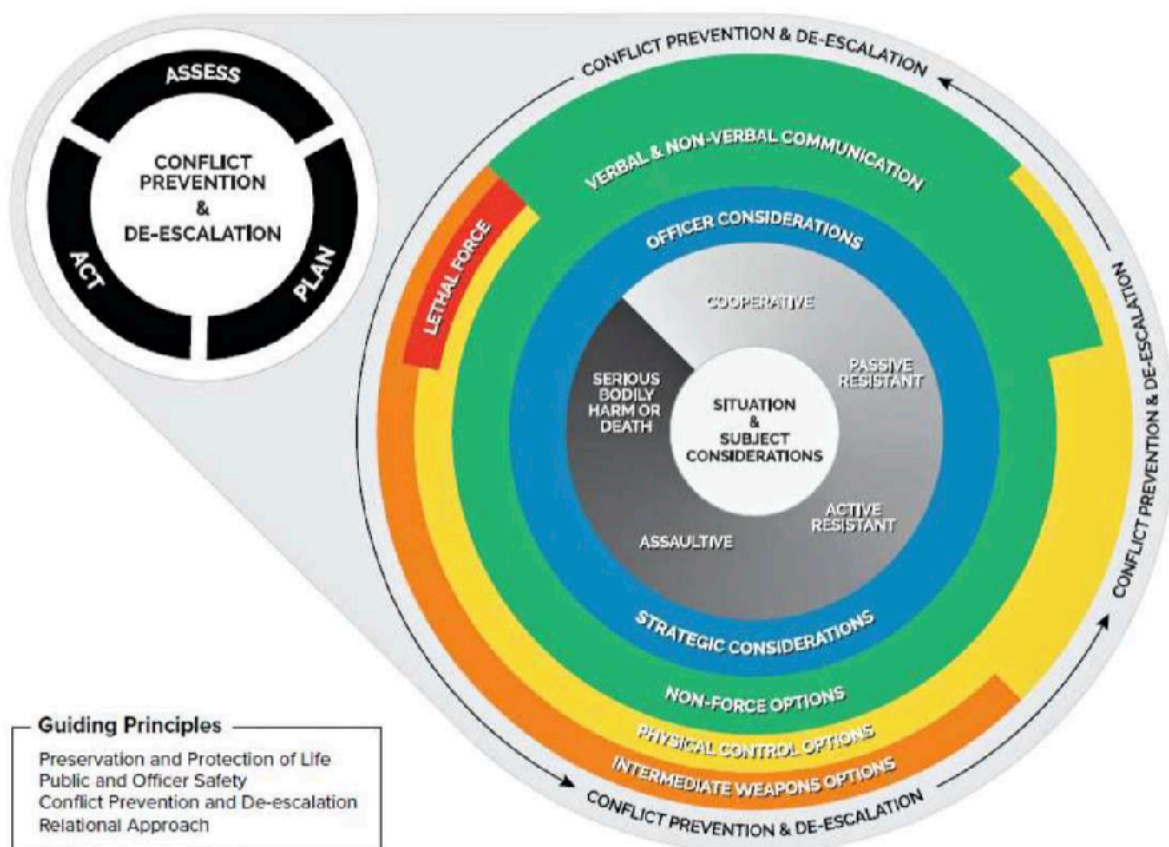 ASSESS
PLAN
ACT
CONFLICT
PREVENTION
&
DE-ESCALATION
CONFLICT PREVENTION & DE-ESCALATION
CONFLICT PREVENTION & DE-ESCALATION
CONFLICT PREVENTION & DE-ESCALATION
VERBAL & NON-VERBAL COMMUNICATION
OFFICER CONSIDERATIONS
LETHAL FORCE
COOPERATIVE
PASSIVE
RESISTANT
ACTIVE
RESISTANT
ASSAULTIVE
SERIOUS
BODILY
HARM OR
DEATH
SITUATION
&
SUBJECT
CONSIDERATIONS
STRATEGIC CONSIDERATIONS
NON-FORCE OPTIONS
PHYSICAL CONTROL OPTIONS
INTERMEDIATE WEAPONS OPTIONS
Guiding Principles
Preservation and Protection of Life
Public and Officer Safety
Conflict Prevention and De-escalation
Relational Approach